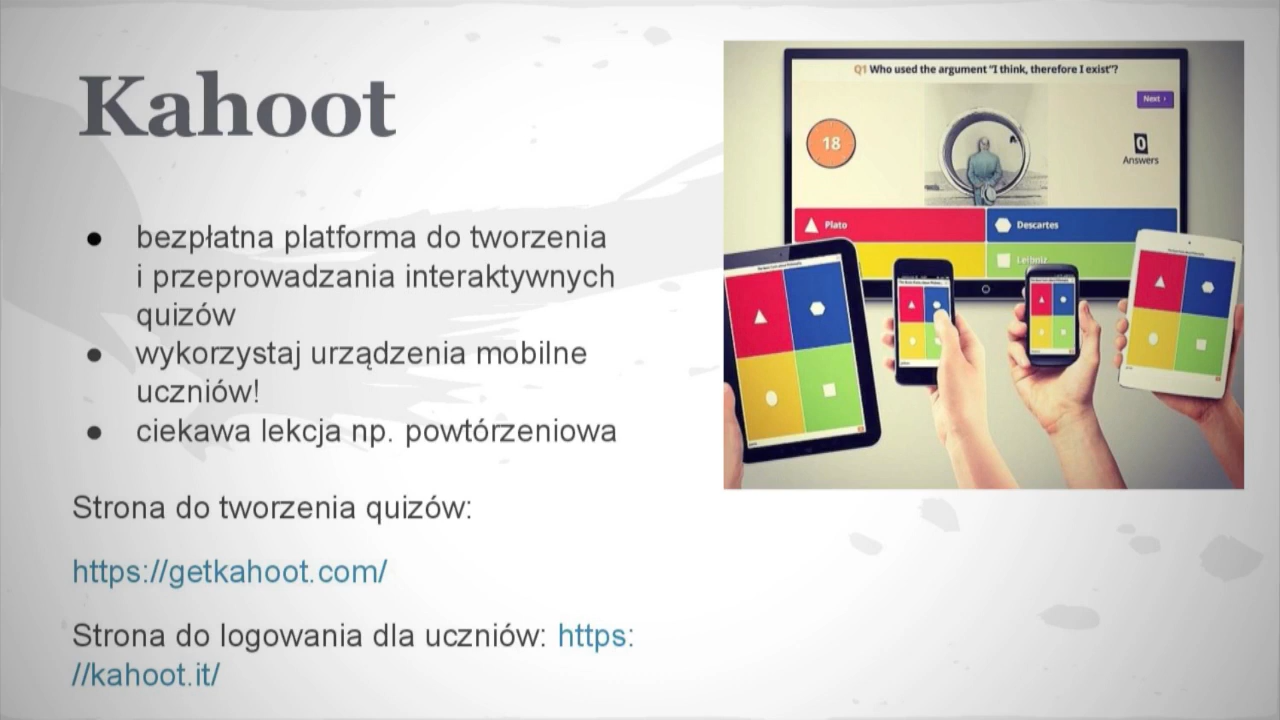 Kahoot
● bezpłatna platforma do tworzenia
i przeprowadzania interaktywnych
quizów
● wykorzystaj urządzenia mobilne
uczniów!
● ciekawa lekcja np. powtórzeniowa
Strona do tworzenia quizów:
https://getkahoot.com/
Strona do logowania dla uczniów: https:
//kahoot.it/
Q1 Who used the argument "I think, therefore I exist"?
Next ›
18
0
Answers
Plato
Descartes
Leibniz